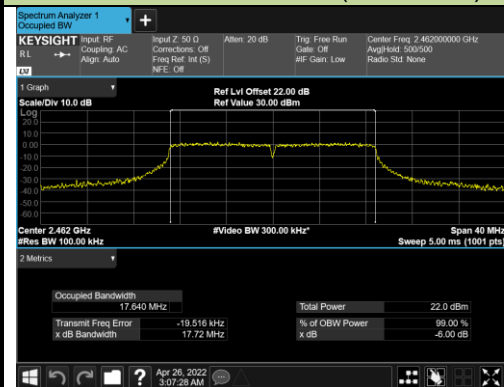 Spectrum Analyzer 1
Occupied BW
KEYSIGHT Input: RF Input Z: 50 Ω Atten: 20 dB Trig: Free Run Center Freq: 2.462000000 GHz
RL Coupling: AC Corrections: Off Gate: Off Avg|Hold: 500/500
Align: Auto Freq Ref: Int (S) #IF Gain: Low Radio Std: None
NFE: Off
1 Graph
Ref Lvl Offset 22.00 dB
Scale/Div 10.0 dB Ref Value 30.00 dBm
Log
20.0
10.0
0.00
-10.0
-20.0
-30.0
-40.0
-50.0
-60.0
Center 2.462 GHz #Video BW 300.00 kHz* Span 40 MHz
#Res BW 100.00 kHz Sweep 5.00 ms (1001 pts)
2 Metrics
Occupied Bandwidth
17.640 MHz Total Power 22.0 dBm
Transmit Freq Error -19.516 kHz % of OBW Power 99.00 %
x dB Bandwidth 17.72 MHz x dB -6.00 dB
? Apr 26, 2022
3:07:28 AM